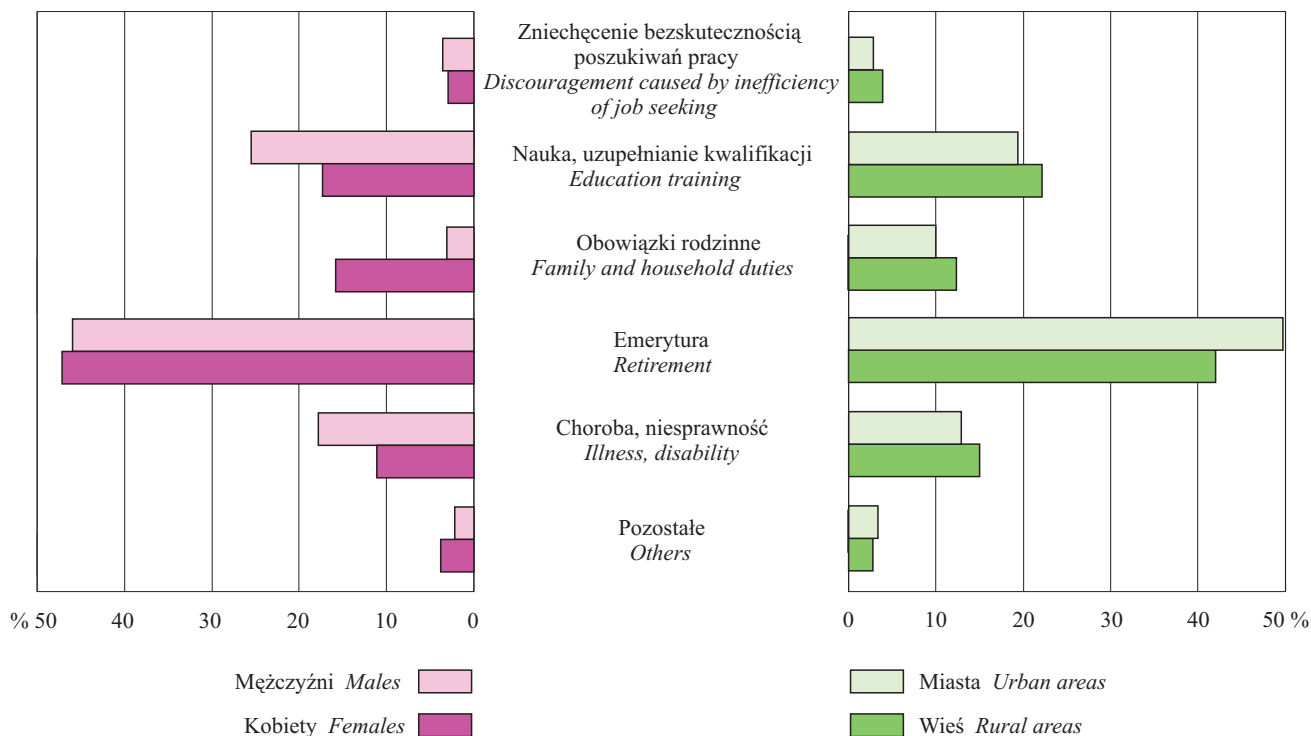 Zniechęcenie bezskutecznością
poszukiwań pracy
Discouragement caused by inefficiency
of job seeking
Nauka, uzupełnianie kwalifikacji
Education training
Obowiązki rodzinne
Family and household duties
Emerytura
Retirement
Choroba, niesprawność
Illness, disability
Pozostałe
Others
% 50 40 30 20 10 0
0 10 20 30 40 50 %
Mężczyźni Males
Kobiety Females
Miasta Urban areas
Wieś Rural areas